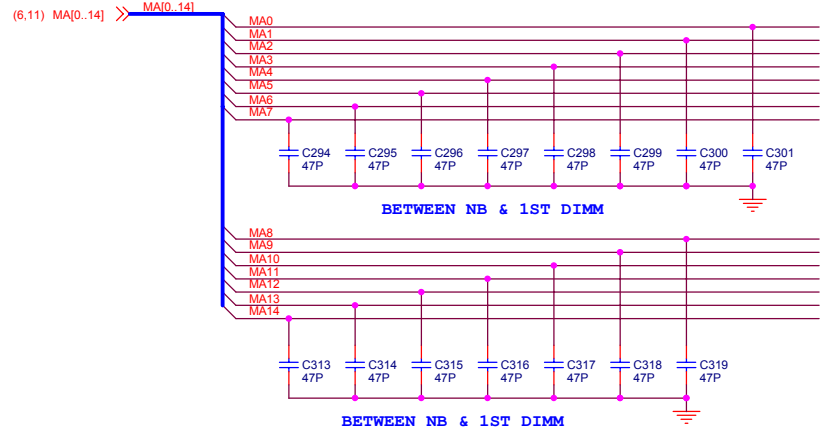 (6,11) MA[0..14] MA[0..14]
MA0
MA1
MA2
MA3
MA4
MA5
MA6
MA7
C294 C295 C296 C297 C298 C299 C300 C301
47P 47P 47P 47P 47P 47P 47P 47P
BETWEEN NB & 1ST DIMM
MA8
MA9
MA10
MA11
MA12
MA13
MA14
C313 C314 C315 C316 C317 C318 C319
47P 47P 47P 47P 47P 47P 47P
BETWEEN NB & 1ST DIMM